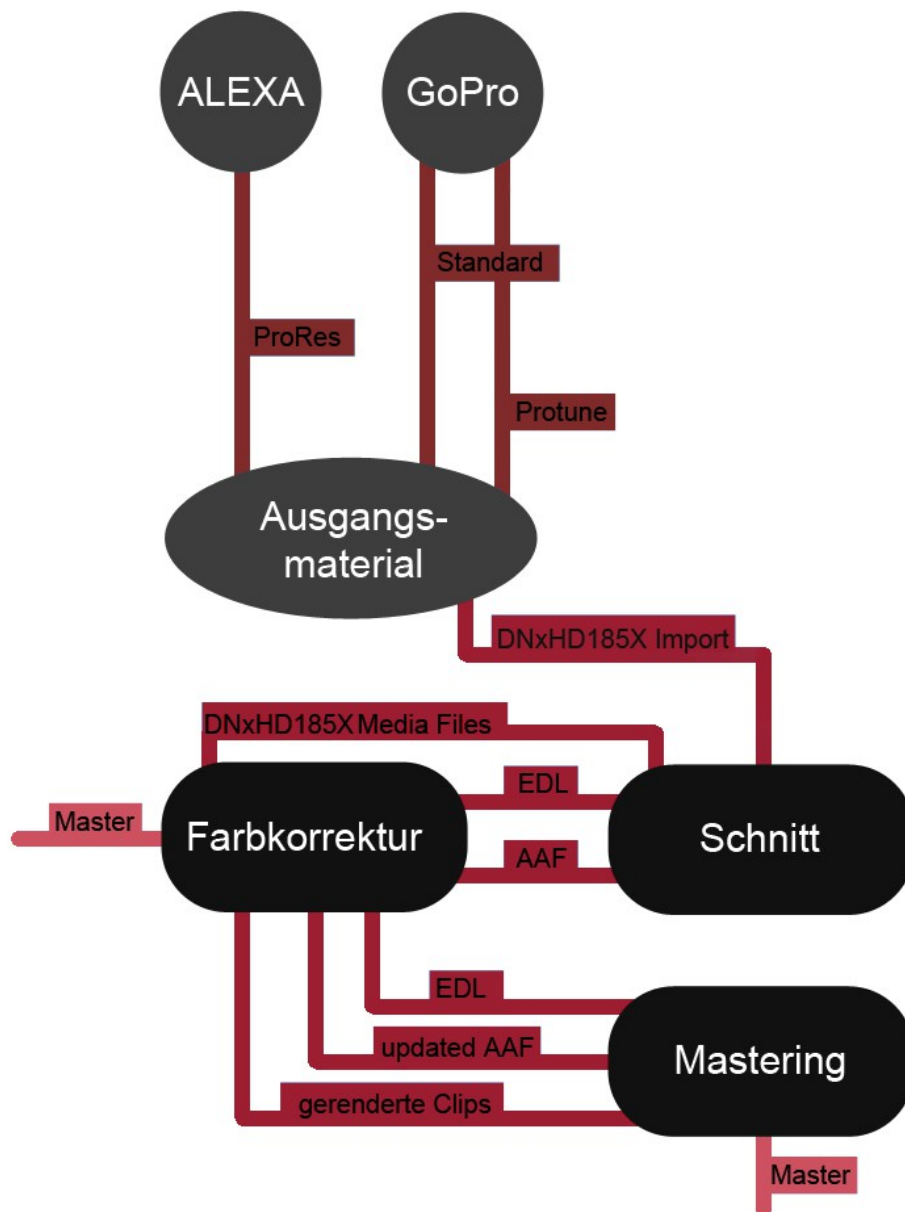 ALEXA
GoPro
Standard
ProRes
Protune
Ausgangs-
material
DNxHD185X Import
DNxHD185X Media Files
EDL
Master
Farbkorrektur
Schnitt
AAF
EDL
updated AAF
Mastering
gerenderte Clips
Master